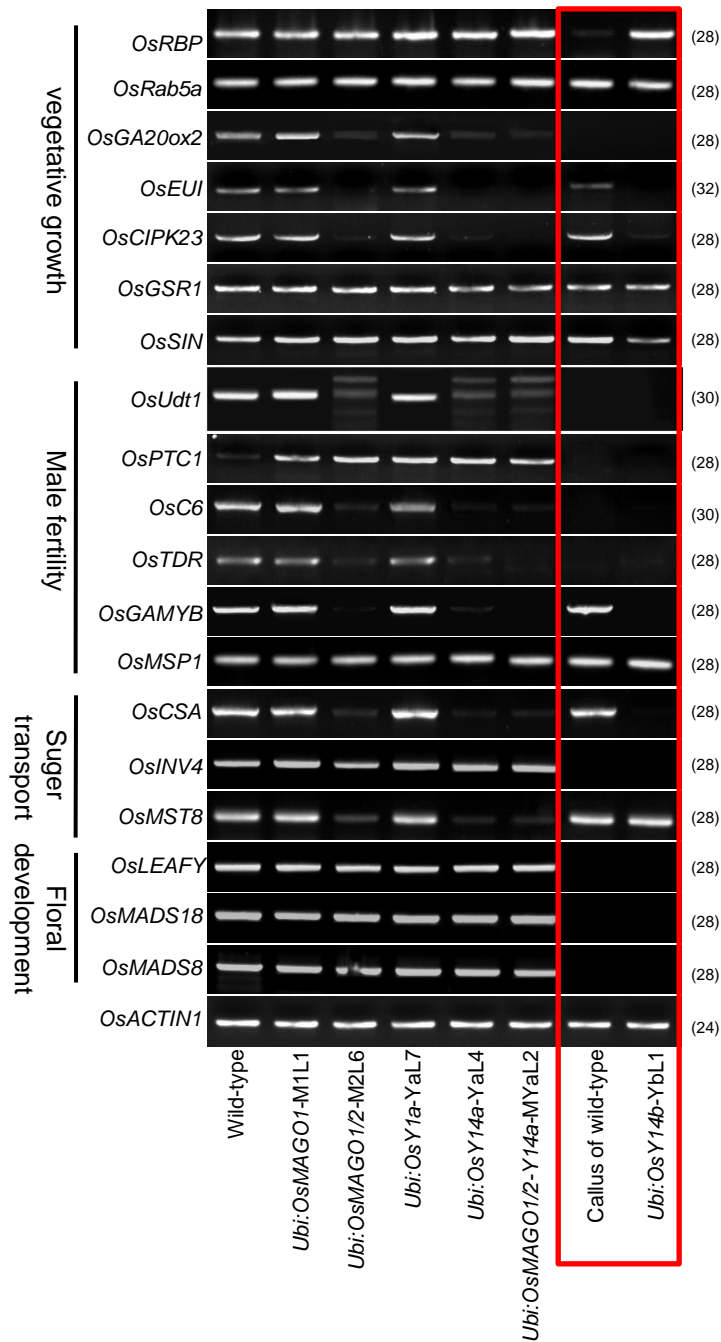 vegetative growth
OsRBP (28)
OsRab5a (28)
OsGA20ox2 (28)
OsEUI (32)
OsCIPK23 (28)
OsGSR1 (28)
OsSIN (28)
Male fertility
OsUdt1 (30)
OsPTC1 (28)
OsC6 (30)
OsTDR (28)
OsGAMYB (28)
OsMSP1 (28)
Suger
transport
OsCSA (28)
OsINV4 (28)
OsMST8 (28)
Floral
development
OsLEAFY (28)
OsMADS18 (28)
OsMADS8 (28)
OsACTIN1 (24)
Wild-type
Ubi:OsMAGO1-M1L1
Ubi:OsMAGO1/2-M2L6
Ubi:OsY1a-YaL7
Ubi:OsY14a-YaL4
Ubi:OsMAGO1/2-Y14a-MYaL2
Callus of wild-type
Ubi:OsY14b-YbL1